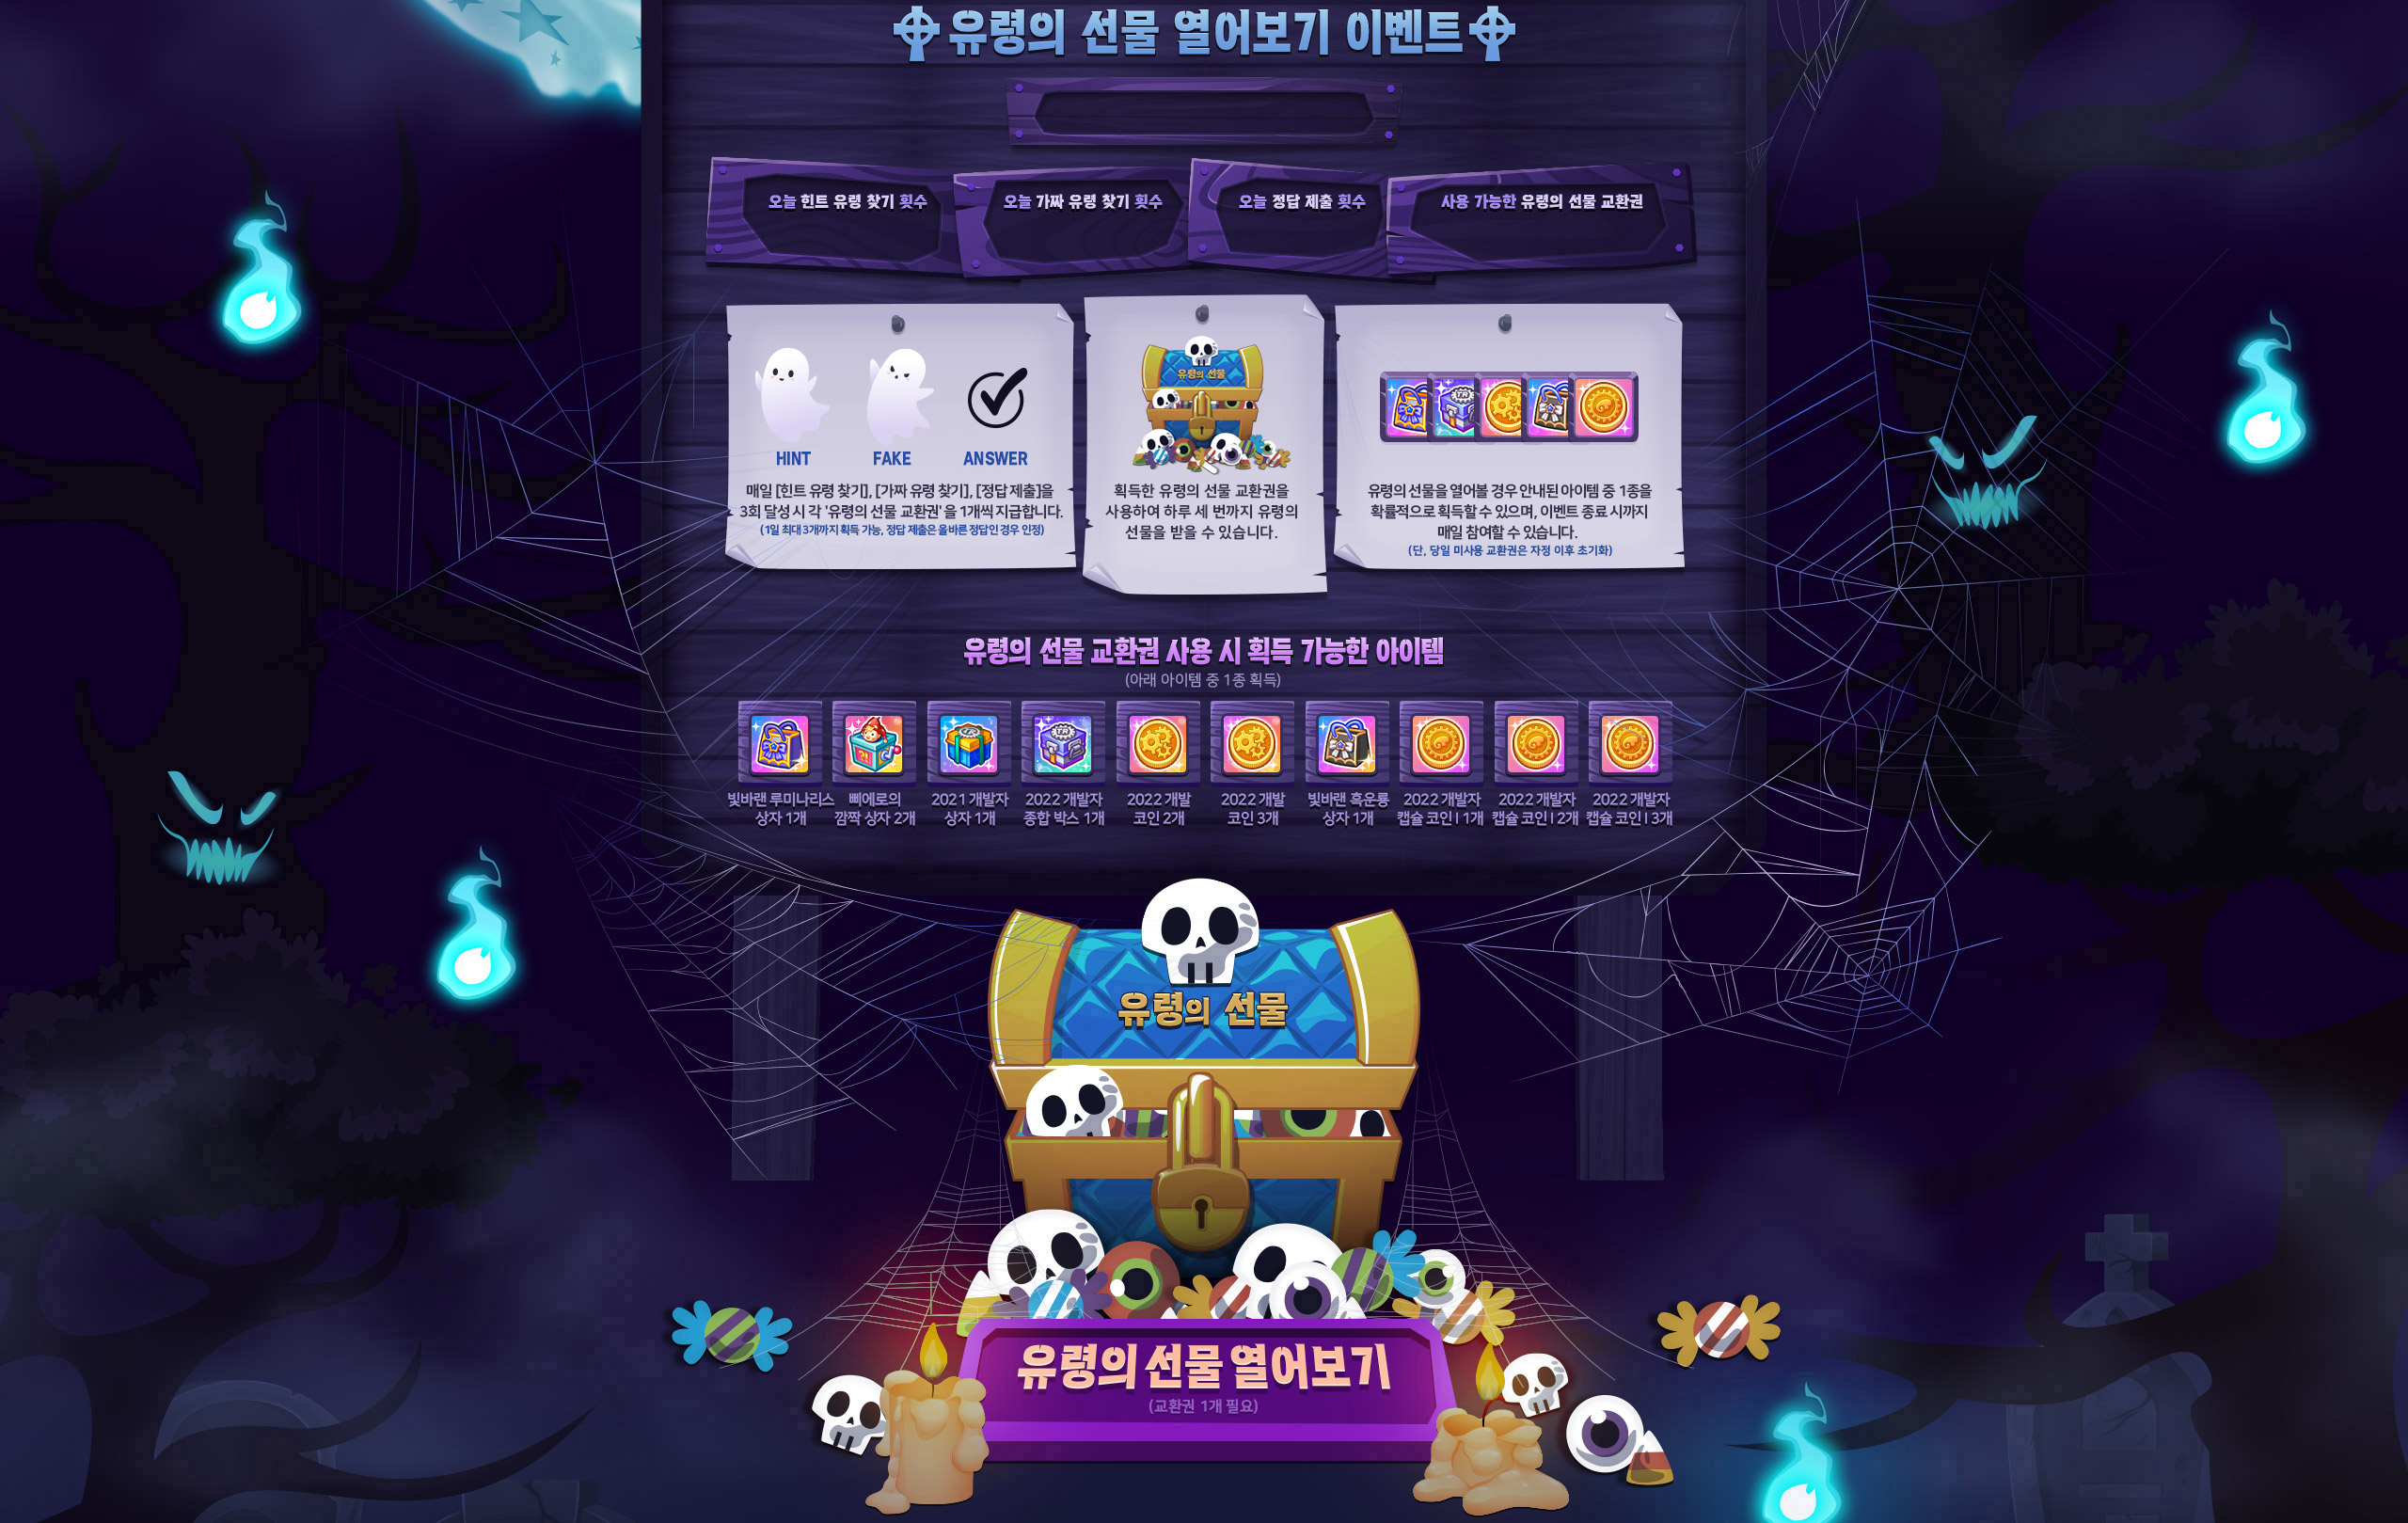 유령의 선물 열어보기 이벤트
오늘 힌트 유령 찾기 횟수
오늘 가짜 유령 찾기 횟수
오늘 정답 제출 횟수
사용 가능한 유령의 선물 교환권
HINT
FAKE
ANSWER
매일 [힌트 유령 찾기], [가짜 유령 찾기], [정답 제출]을
3회 달성 시 각 '유령의 선물 교환권' 을 1개씩 지급합니다.
(1일 최대 3개까지 획득 가능, 정답 제출은 올바른 정답인 경우 인정)
유령의 선물
획득한 유령의 선물 교환권을
사용하여 하루 세 번까지 유령의
선물을 받을 수 있습니다.
유령의 선물을 열어볼 경우 안내된 아이템 중 1종을
확률적으로 획득할 수 있으며, 이벤트 종료 시까지
매일 참여할 수 있습니다.
(단, 당일 미사용 교환권은 자정 이후 초기화)
유령의 선물 교환권 사용 시 획득 가능한 아이템
(아래 아이템 중 1종 획득)
빛바랜 루미나리스
상자 1개
삐에로의
깜짝 상자 2개
2021 개발자
상자 1개
2022 개발자
종합 박스 1개
2022 개발
코인 2개
2022 개발
코인 3개
빛바랜 흑운룡
상자 1개
2022 개발자
캡슐 코인 I 1개
2022 개발자
캡슐 코인 I 2개
2022 개발자
캡슐 코인 I 3개
유령의 선물
유령의 선물 열어보기
(교환권 1개 필요)